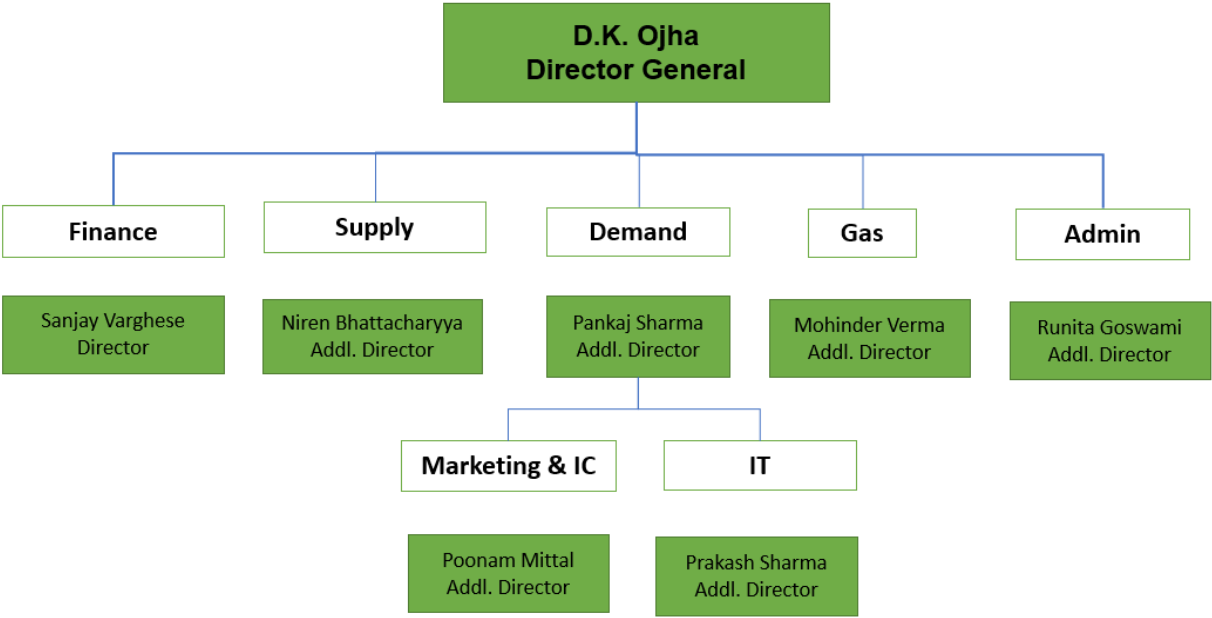 D.K. Ojha
Director General
Finance
Supply
Demand
Gas
Admin
Sanjay Varghese
Director
Niren Bhattacharyya
Addl. Director
Pankaj Sharma
Addl. Director
Mohinder Verma
Addl. Director
Runita Goswami
Addl. Director
Marketing & IC
IT
Poonam Mittal
Addl. Director
Prakash Sharma
Addl. Director